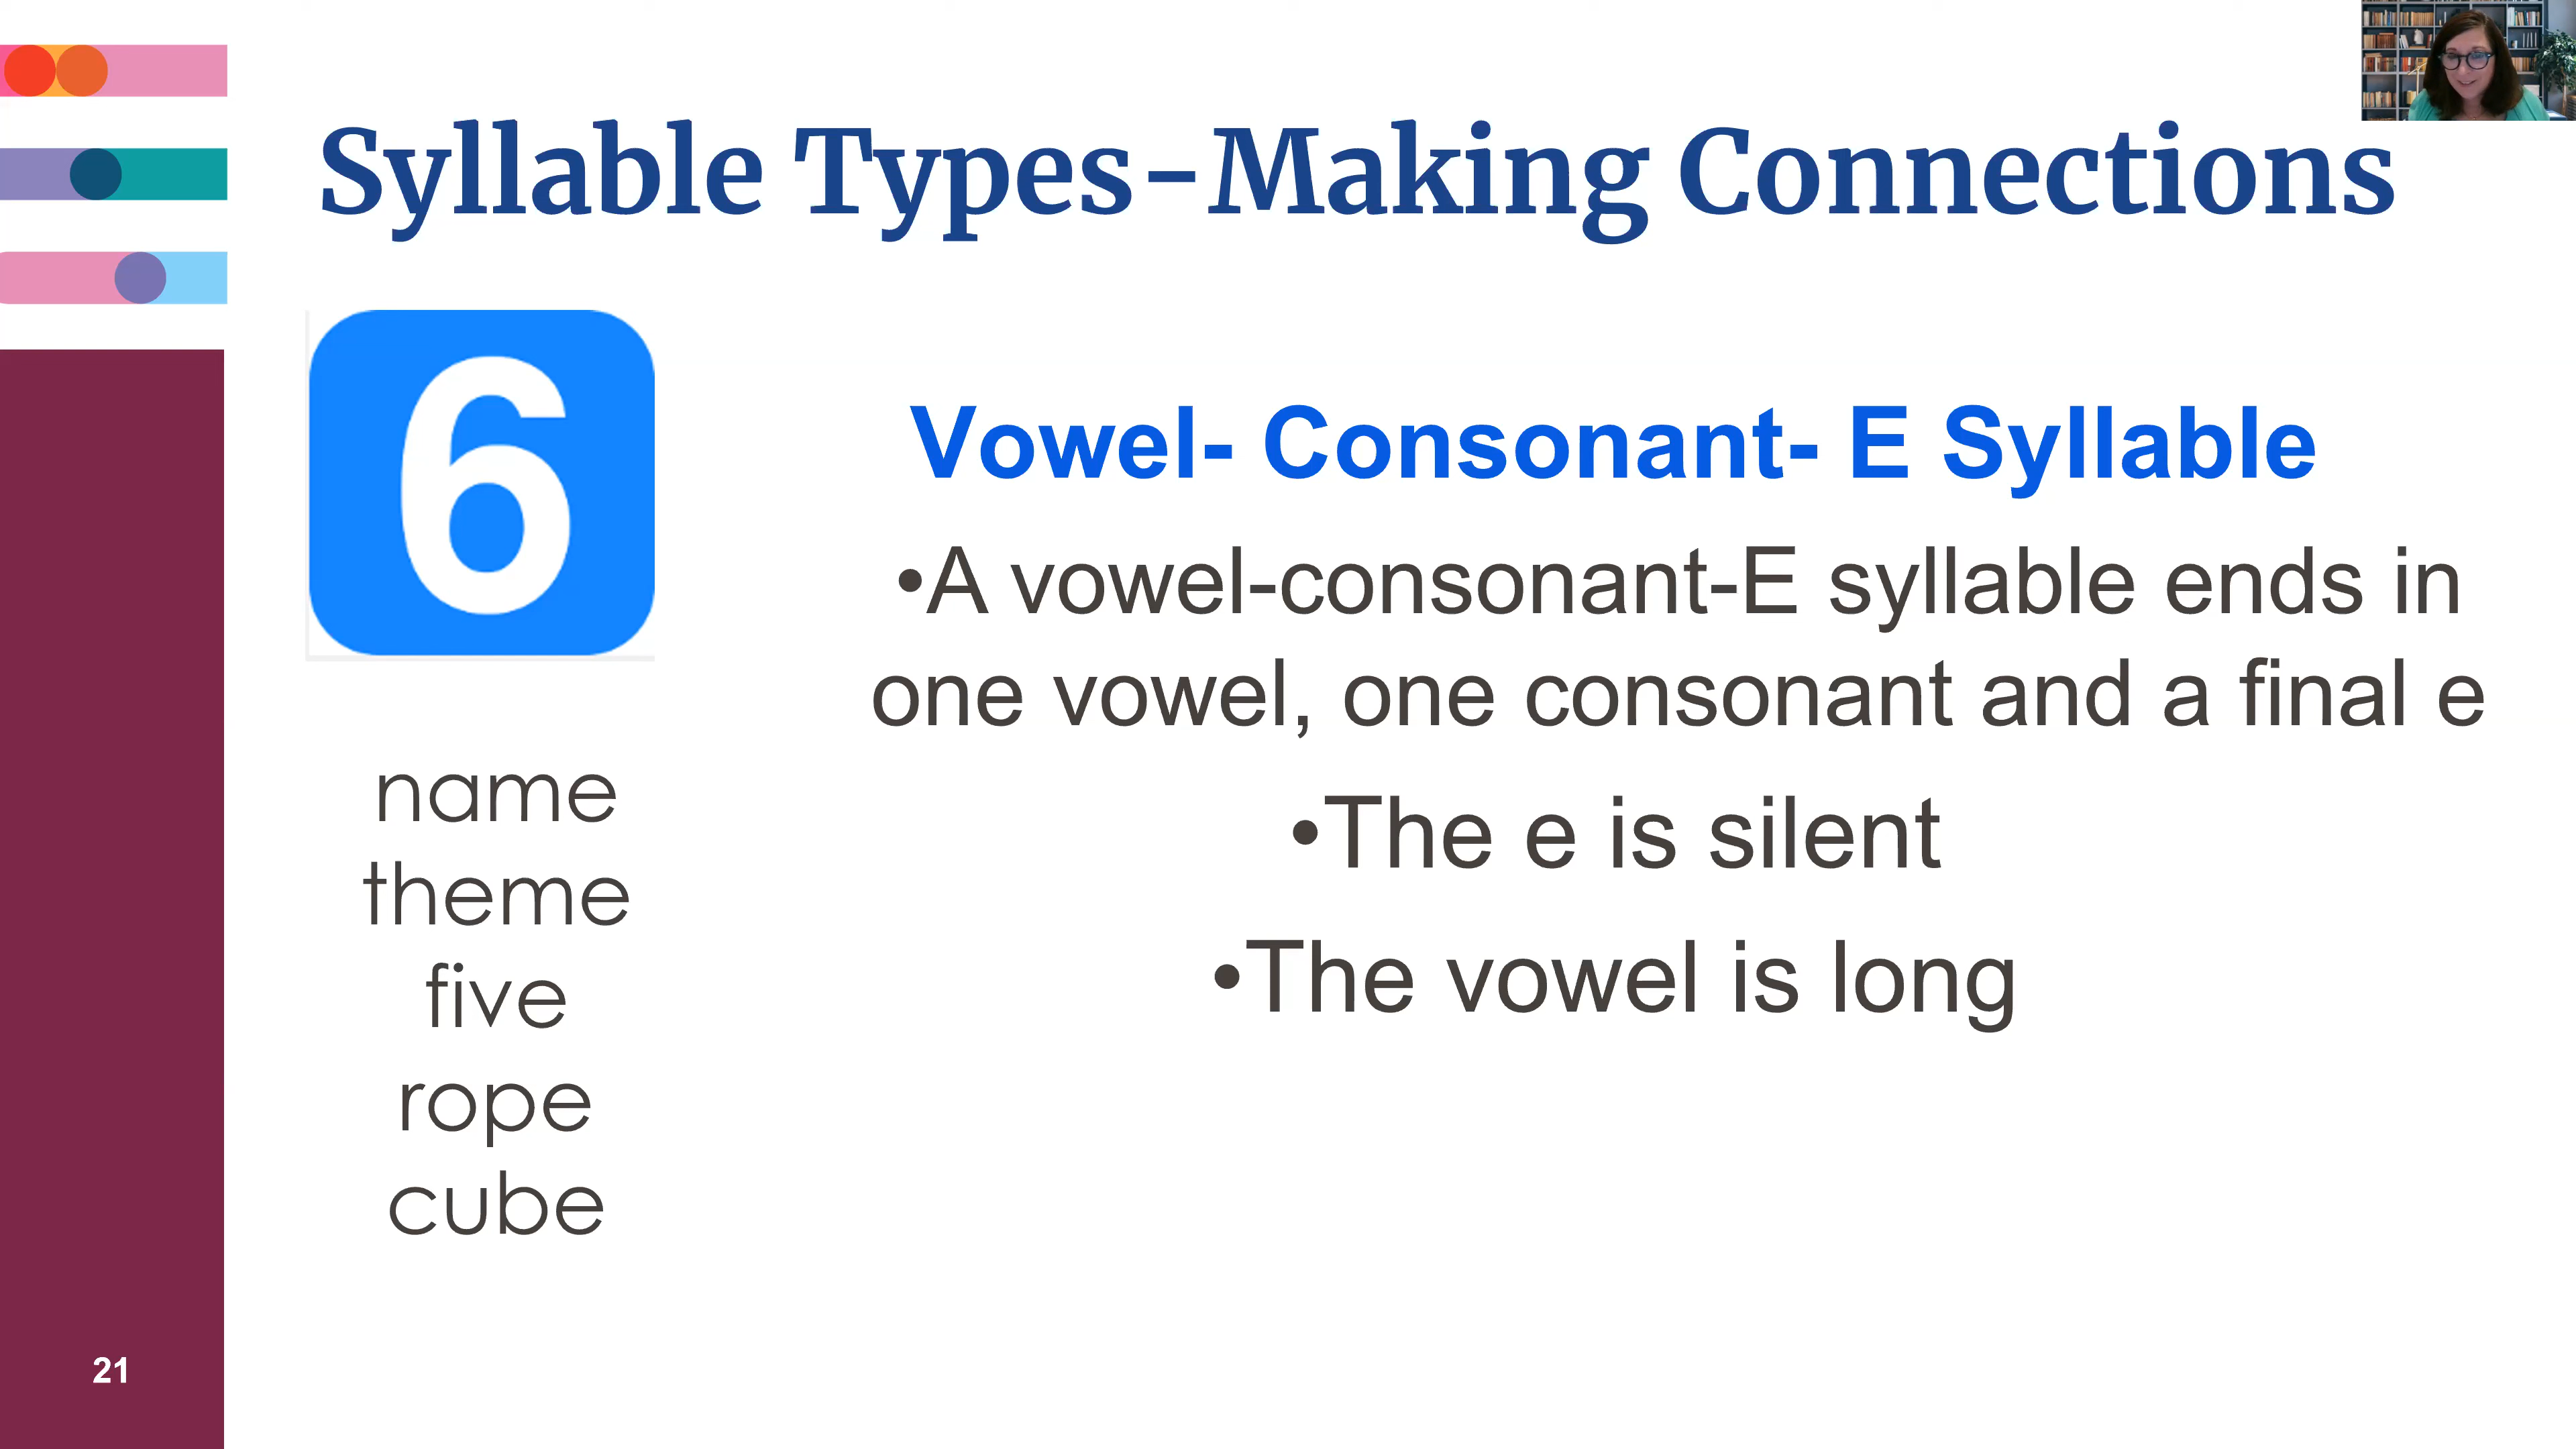 Syllable Types-Making Connections
6
name
theme
five
rope
cube
Vowel- Consonant- E Syllable
•A vowel-consonant-E syllable ends in
one vowel, one consonant and a final e
•The e is silent
•The vowel is long
21